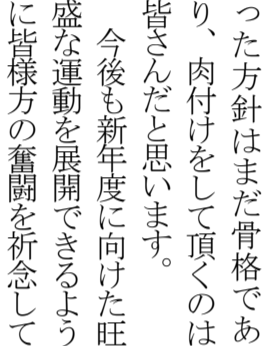 った方針はまだ骨格であ
り、肉付けをして頂くのは
皆さんだと思います。
今後も新年度に向けた旺
盛な運動を展開できるよう
に皆様方の奮闘を祈念して